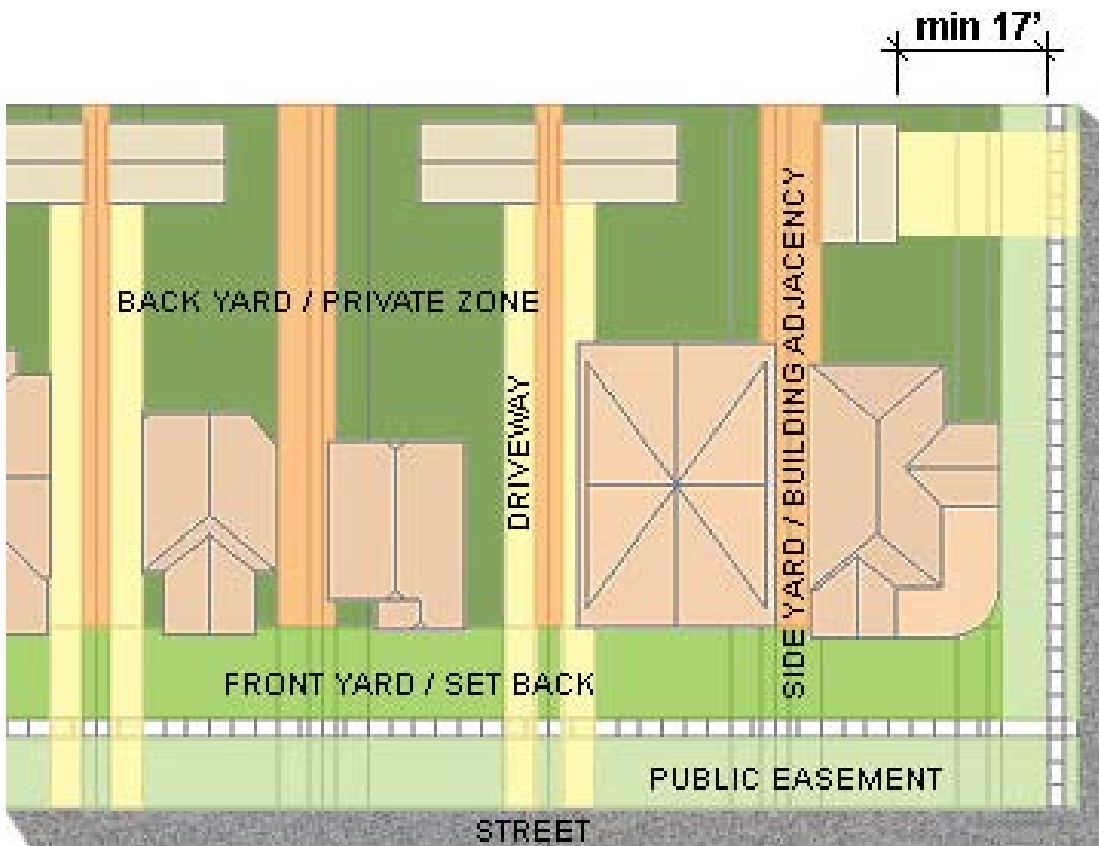 min 17’
BACK YARD / PRIVATE ZONE
DRIVEWAY
SIDE YARD / BUILDING ADJACENCY
FRONT YARD / SET BACK
PUBLIC EASEMENT
STREET